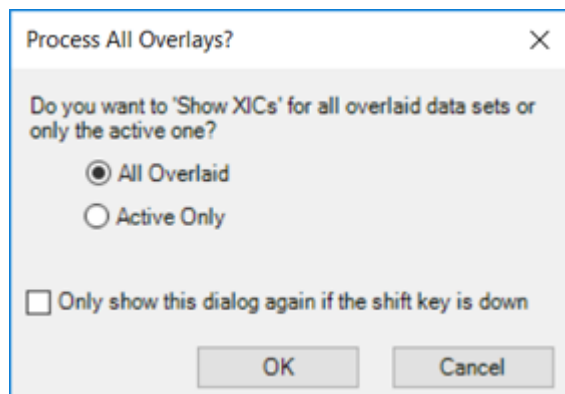 Process All Overlays?
Do you want to 'Show XICs' for all overlaid data sets or
only the active one?
All Overlaid
Active Only
Only show this dialog again if the shift key is down
OK
Cancel